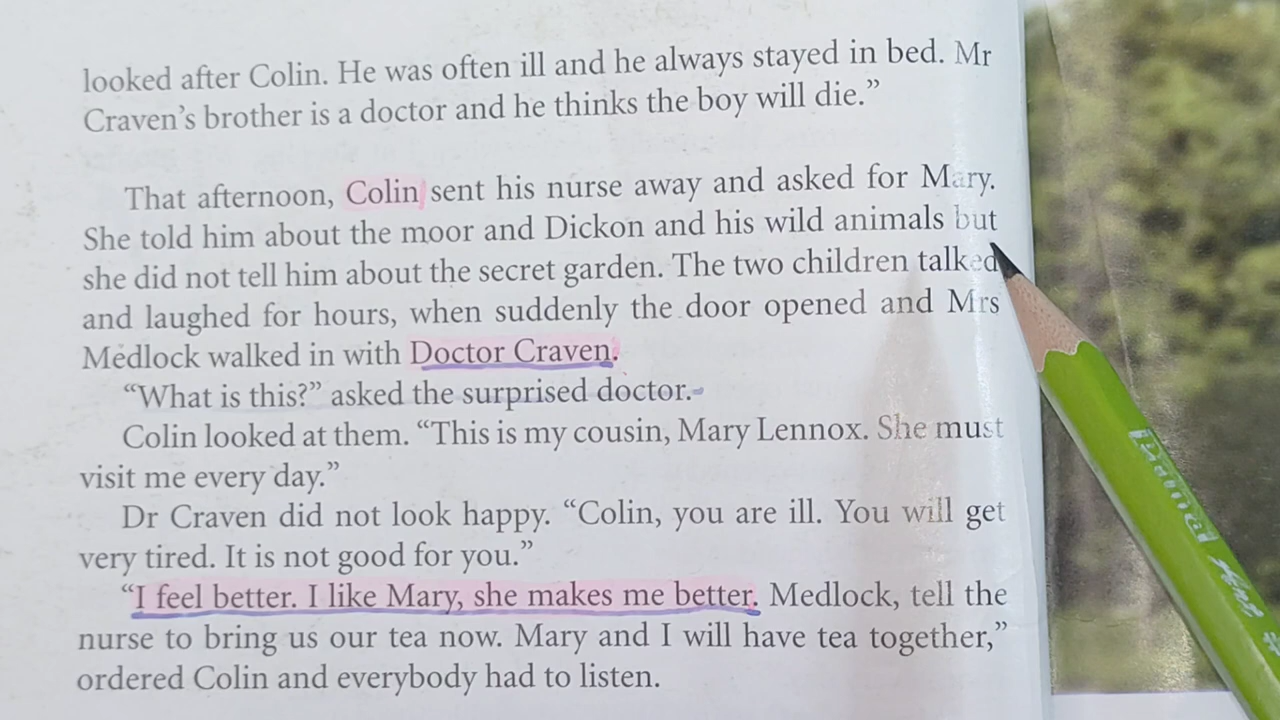 looked after Colin. He was often ill and he always stayed in bed. Mr
Craven’s brother is a doctor and he thinks the boy will die.”
That afternoon, Colin sent his nurse away and asked for Mary.
She told him about the moor and Dickon and his wild animals but
she did not tell him about the secret garden. The two children talked
and laughed for hours, when suddenly the door opened and Mrs
Medlock walked in with Doctor Craven.
“What is this?” asked the surprised doctor.
Colin looked at them. “This is my cousin, Mary Lennox. She must
visit me every day.”
Dr Craven did not look happy. “Colin, you are ill. You will get
very tired. It is not good for you.”
“I feel better. I like Mary, she makes me better. Medlock, tell the
nurse to bring us our tea now. Mary and I will have tea together,”
ordered Colin and everybody had to listen.